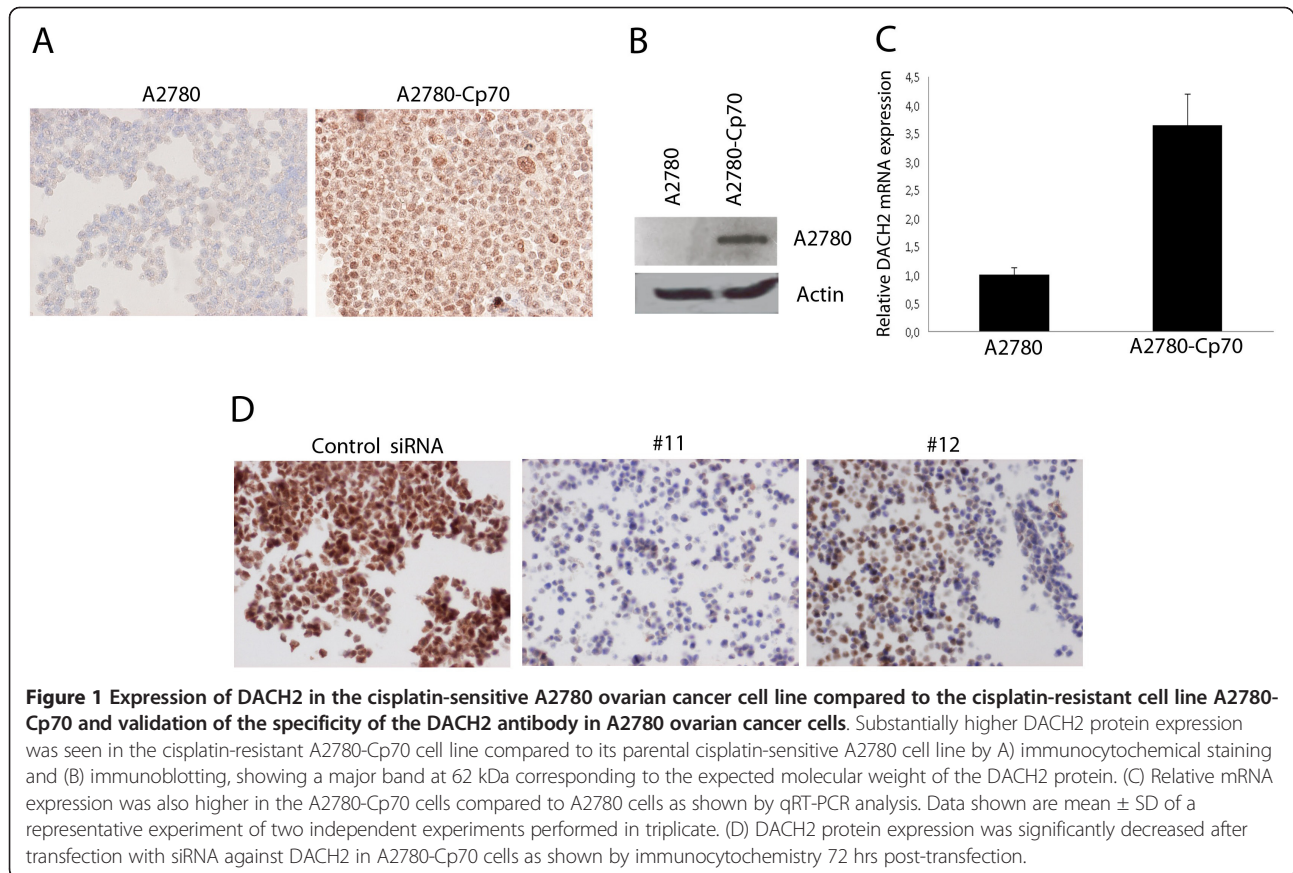 A
B
C
A2780
A2780-Cp70
A2780
A2780-Cp70
A2780
Actin
Relative DACH2 mRNA expression
4,5
4,0
3,5
3,0
2,5
2,0
1,5
1,0
0,5
0,0
A2780
A2780-Cp70
D
Control siRNA
#11
#12
Figure 1 Expression of DACH2 in the cisplatin-sensitive A2780 ovarian cancer cell line compared to the cisplatin-resistant cell line A2780-
Cp70 and validation of the specificity of the DACH2 antibody in A2780 ovarian cancer cells. Substantially higher DACH2 protein expression
was seen in the cisplatin-resistant A2780-Cp70 cell line compared to its parental cisplatin-sensitive A2780 cell line by A) immunocytochemical staining
and (B) immunoblotting, showing a major band at 62 kDa corresponding to the expected molecular weight of the DACH2 protein. (C) Relative mRNA
expression was also higher in the A2780-Cp70 cells compared to A2780 cells as shown by qRT-PCR analysis. Data shown are mean ± SD of a
representative experiment of two independent experiments performed in triplicate. (D) DACH2 protein expression was significantly decreased after
transfection with siRNA against DACH2 in A2780-Cp70 cells as shown by immunocytochemistry 72 hrs post-transfection.